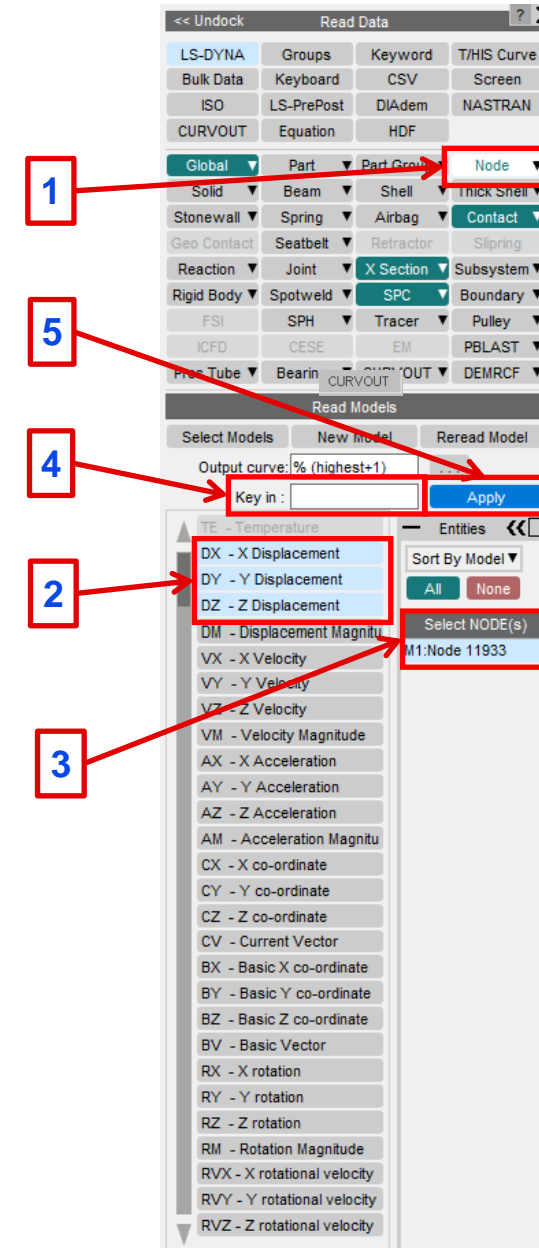 << Undock Read Data ?
LS-DYNA Groups Keyword T/HIS Curve
Bulk Data Keyboard CSV Screen
ISO LS-PrePost DIAdem NASTRAN
CURVOUT Equation HDF
Global Part Part Group Node
Solid Beam Shell Thick Shell
Stonewall Spring Airbag Contact
Geo Contact Seatbelt Retractor Slipring
Reaction Joint X Section Subsystem
Rigid Body Spotweld SPC Boundary
FSI SPH Tracer Pulley
ICFD CESE EM PBLAST
Pres Tube Bearin CURVOUT DEMRCF
CURVOUT
Read Models
Select Models New Model Reread Model
Output curve: % (highest+1) ...
Key in : Apply
TE - Temperature
DX - X Displacement
DY - Y Displacement
DZ - Z Displacement
DM - Displacement Magnitu
VX - X Velocity
VY - Y Velocity
VZ - Z Velocity
VM - Velocity Magnitude
AX - X Acceleration
AY - Y Acceleration
AZ - Z Acceleration
AM - Acceleration Magnitu
CX - X co-ordinate
CY - Y co-ordinate
CZ - Z co-ordinate
CV - Current Vector
BX - Basic X co-ordinate
BY - Basic Y co-ordinate
BZ - Basic Z co-ordinate
BV - Basic Vector
RX - X rotation
RY - Y rotation
RZ - Z rotation
RM - Rotation Magnitude
RVX - X rotational velocity
RVY - Y rotational velocity
RVZ - Z rotational velocity
Entities
Sort By Model
All None
Select NODE(s)
M1:Node 11933
1
5
4
2
3